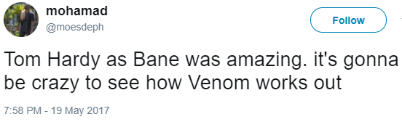 mohamad
@moesdeph
Follow
Tom Hardy as Bane was amazing. it's gonna
be crazy to see how Venom works out
7:58 PM - 19 May 2017